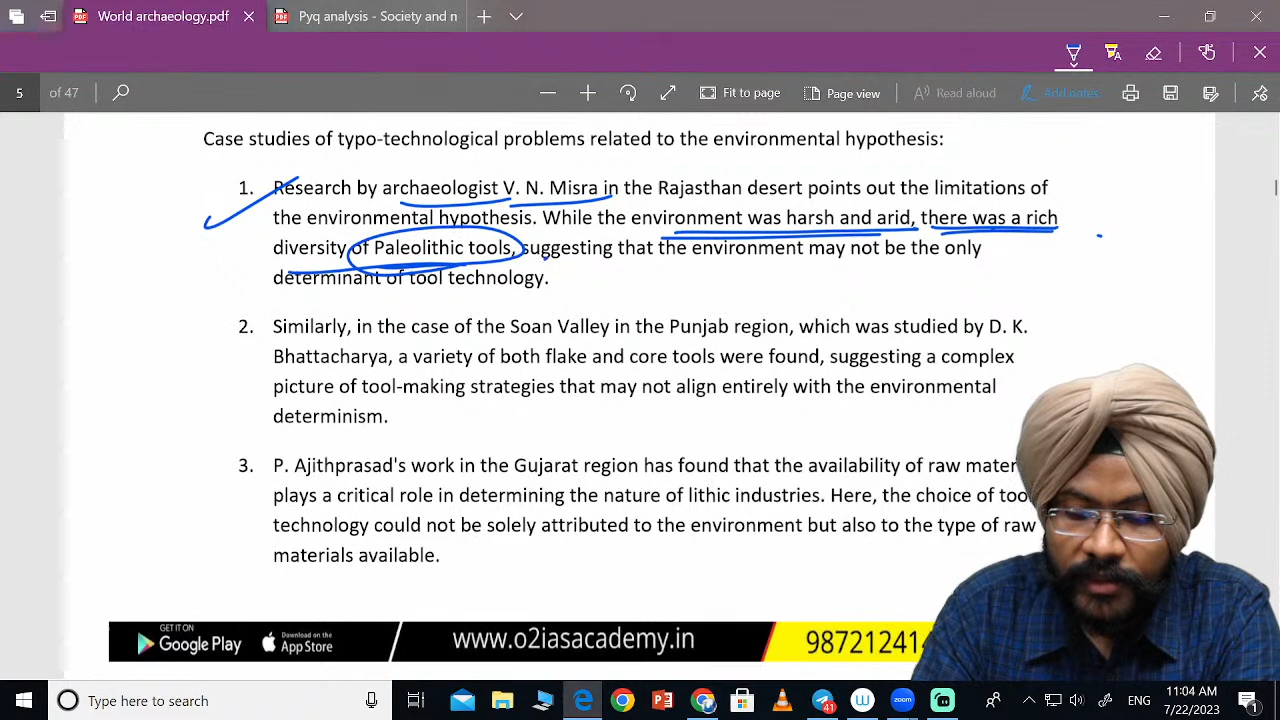 PDF
Paleolithic and upper
PDF
Pyq analysis - Society and n
5
of 47
Fit to page
Page view
Read aloud
Add notes
Case studies of typo-technological problems related to the environmental hypothesis:
1. Research by archaeologist V. N. Misra in the Rajasthan desert points out the limitations of
the environmental hypothesis. While the environment was harsh and arid, there was a rich
diversity of Paleolithic tools, suggesting that the environment may not be the only
determinant of tool technology.
2. Similarly, in the case of the Soan Valley in the Punjab region, which was studied by D. K.
Bhattacharya, a variety of both flake and core tools were found, suggesting a complex
picture of tool-making strategies that may not align entirely with the environmental
determinism.
3. P. Ajithprasad's work in the Gujarat region has found that the availability of raw mater
plays a critical role in determining the nature of lithic industries. Here, the choice of too
technology could not be solely attributed to the environment but also to the type of raw
materials available.
GET IT ON
Google Play
Download on the
App Store
www.o2iasacademy.in
98721241
Type here to search
41
zoom
ENG
11:04 AM
7/22/2023